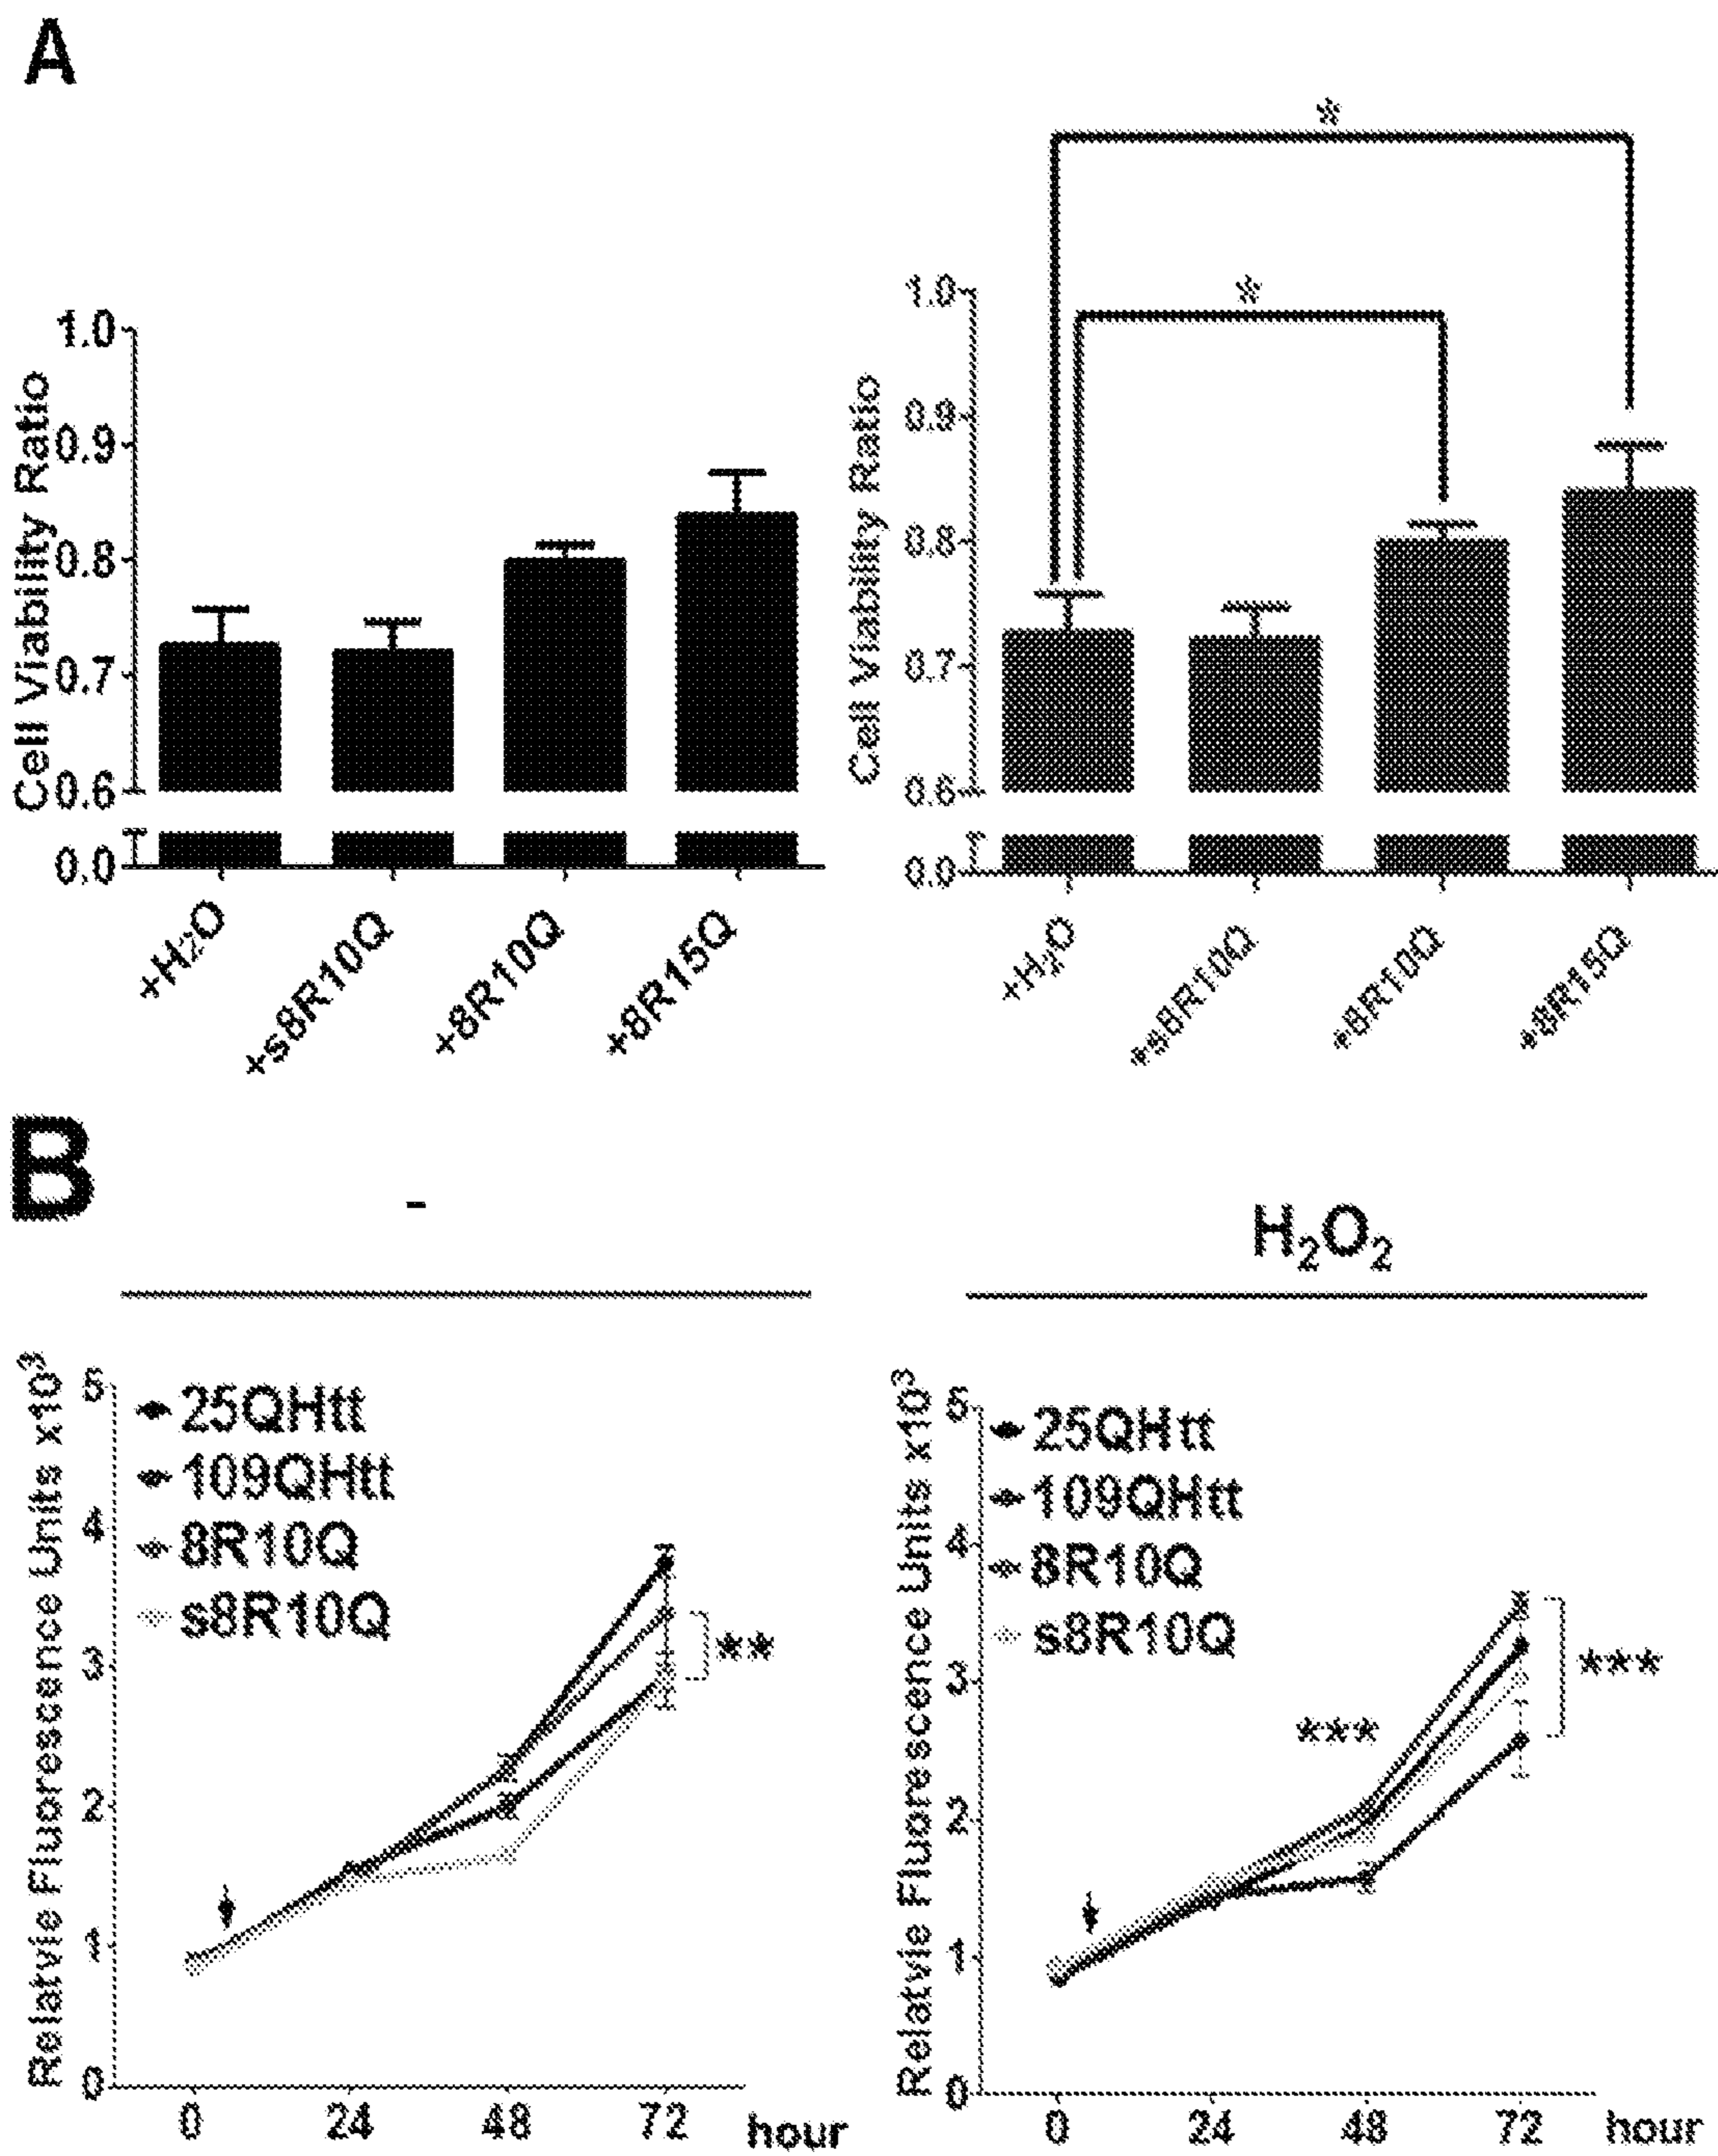 A
*
*
Cell Viability Ratio
1.0
0.9
0.8
0.7
0.6
0.0
+H₂O
+s8R10Q
+8R10Q
+8R15Q
Cell Viability Ratio
1.0
0.9
0.8
0.7
0.6
0.0
+H₂O
+s8R10Q
+8R10Q
+8R15Q
B
-
H₂O₂
Relatvie Fluorescence Units x10³
5
4
3
2
1
0
25QHtt
109QHtt
8R10Q
s8R10Q
**
0 24 48 72 hour
Relatvie Fluorescence Units x10³
5
4
3
2
1
0
25QHtt
109QHtt
8R10Q
s8R10Q
***
***
0 24 48 72 hour